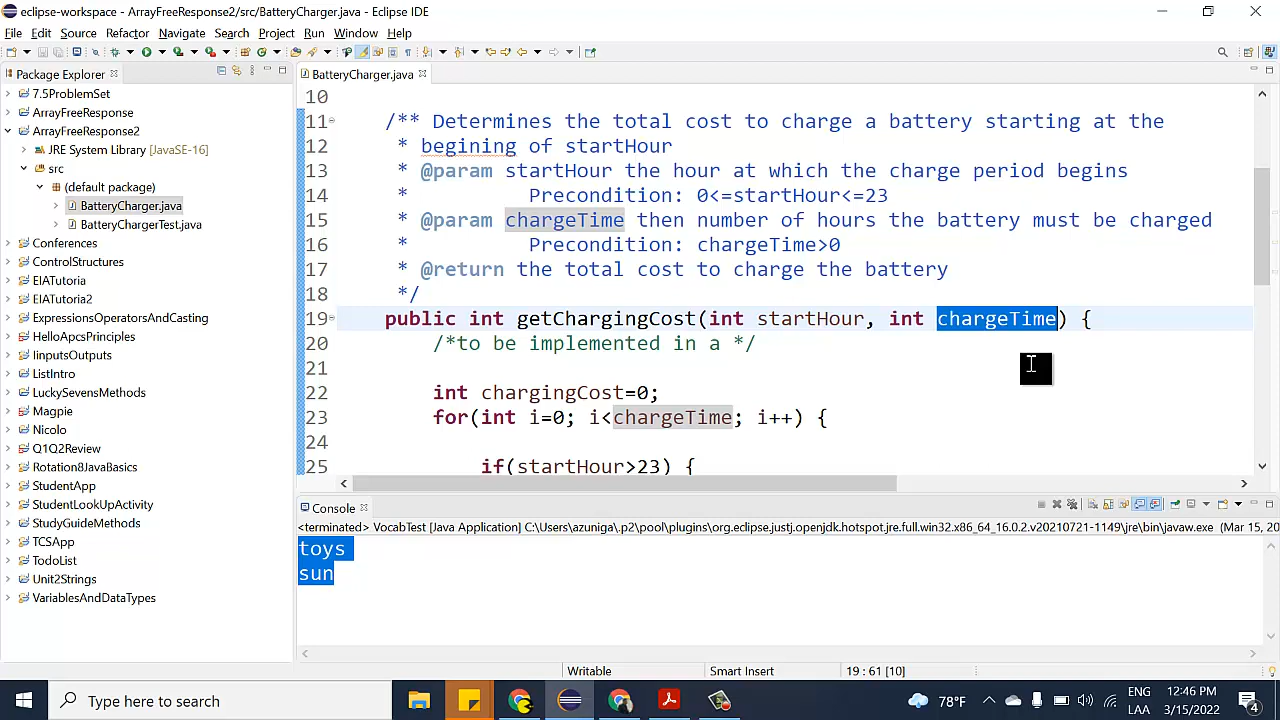 eclipse-workspace - ArrayFreeResponse2/src/BatteryCharger.java - Eclipse IDE
File Edit Source Refactor Navigate Search Project Run Window Help
Package Explorer
7.5ProblemSet
ArrayFreeResponse
ArrayFreeResponse2
JRE System Library [JavaSE-16]
src
(default package)
BatteryCharger.java
BatteryChargerTest.java
Conferences
ControlStructures
EIATutoria
EIATutoria2
ExpressionsOperatorsAndCasting
HelloApcsPrinciples
IinputsOutputs
ListIntro
LuckySevensMethods
Magpie
Nicolo
Q1Q2Review
Rotation8JavaBasics
StudentApp
StudentLookUpActivity
StudyGuideMethods
TCSApp
TodoList
Unit2Strings
VariablesAndDataTypes
BatteryCharger.java
10
11 /** Determines the total cost to charge a battery starting at the
12 * begining of startHour
13 * @param startHour the hour at which the charge period begins
14 * Precondition: 0<=startHour<=23
15 * @param chargeTime then number of hours the battery must be charged
16 * Precondition: chargeTime>0
17 * @return the total cost to charge the battery
18 */
19 public int getChargingCost(int startHour, int chargeTime) {
20 /*to be implemented in a */
21
22 int chargingCost=0;
23 for(int i=0; i<chargeTime; i++) {
24
25 if(startHour>23) {
Console
<terminated> VocabTest [Java Application] C:\Users\azuniga\.p2\pool\plugins\org.eclipse.justj.openjdk.hotspot.jre.full.win32.x86_64_16.0.2.v20210721-1149\jre\bin\javaw.exe (Mar 15, 20
toys
sun
Writable Smart Insert 19 : 61 [10]
Type here to search
78°F
ENG
LAA
12:46 PM
3/15/2022
4